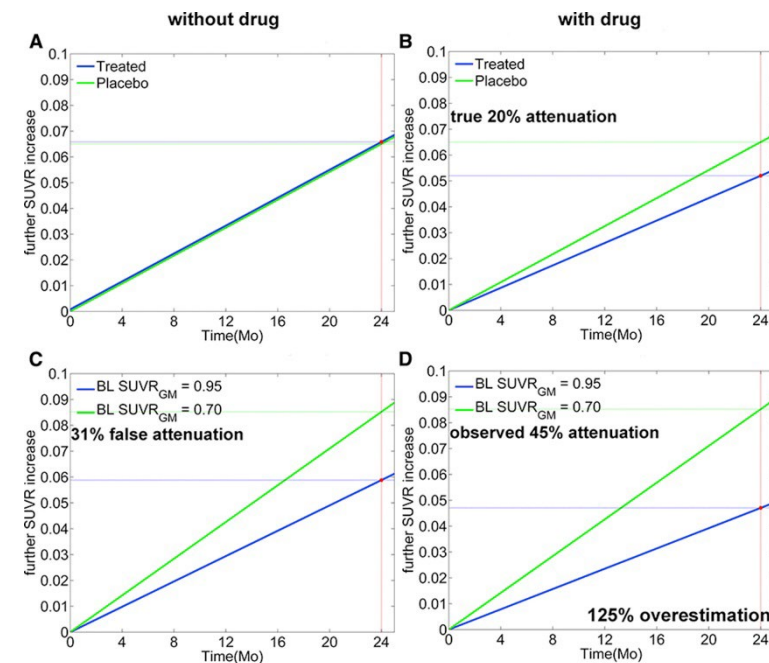 without drug
with drug
A
Treated
Placebo
further SUVR increase
0.1
0.09
0.08
0.07
0.06
0.05
0.04
0.03
0.02
0.01
0
0 4 8 12 16 20 24
Time(Mo)
B
Treated
Placebo
true 20% attenuation
further SUVR increase
0.1
0.09
0.08
0.07
0.06
0.05
0.04
0.03
0.02
0.01
0
0 4 8 12 16 20 24
Time(Mo)
C
BL SUVR GM = 0.95
BL SUVR GM = 0.70
31% false attenuation
further SUVR increase
0.1
0.09
0.08
0.07
0.06
0.05
0.04
0.03
0.02
0.01
0
0 4 8 12 16 20 24
Time(Mo)
D
BL SUVR GM = 0.95
BL SUVR GM = 0.70
observed 45% attenuation
further SUVR increase
0.1
0.09
0.08
0.07
0.06
0.05
0.04
0.03
0.02
0.01
0
125% overestimation
0 4 8 12 16 20 24
Time(Mo)